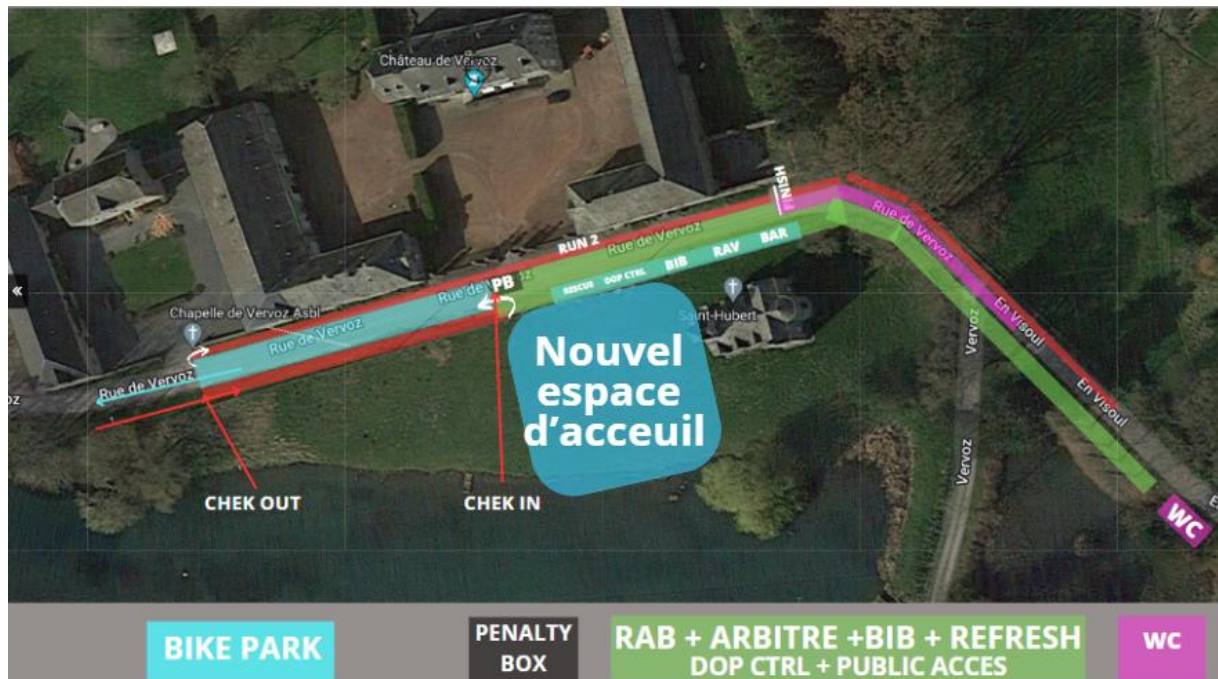 Château de Vervoz
FINISH
Rue de Vervoz
RUN 2
Rue de Vervoz
BAR
RAV
BIB
DOP CTRL
RESCUE
PB
Rue de Vervoz
Chapelle de Vervoz Asbl
Saint-Hubert
Rue de Vervoz
En Visoul
Vervoz
Rue de Vervoz
Nouvel
espace
d'acceuil
En Visoul
Vervoz
CHEK OUT
CHEK IN
WC
BIKE PARK
PENALTY
BOX
RAB + ARBITRE +BIB + REFRESH
DOP CTRL + PUBLIC ACCES
WC